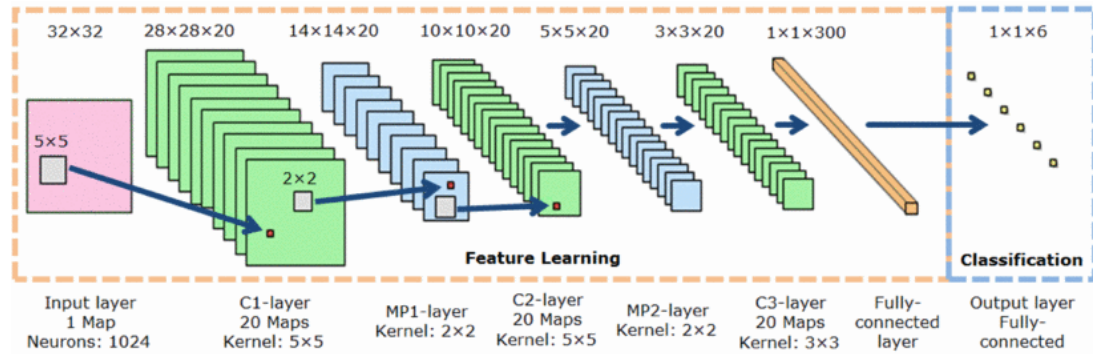 32×32
28×28×20
14×14×20
10×10×20
5×5×20
3×3×20
1×1×300
1×1×6
5×5
2×2
Feature Learning
Classification
Input layer
1 Map
Neurons: 1024
C1-layer
20 Maps
Kernel: 5×5
MP1-layer
Kernel: 2×2
C2-layer
20 Maps
Kernel: 5×5
MP2-layer
Kernel: 2×2
C3-layer
20 Maps
Kernel: 3×3
Fully-
connected
layer
Output layer
Fully-
connected